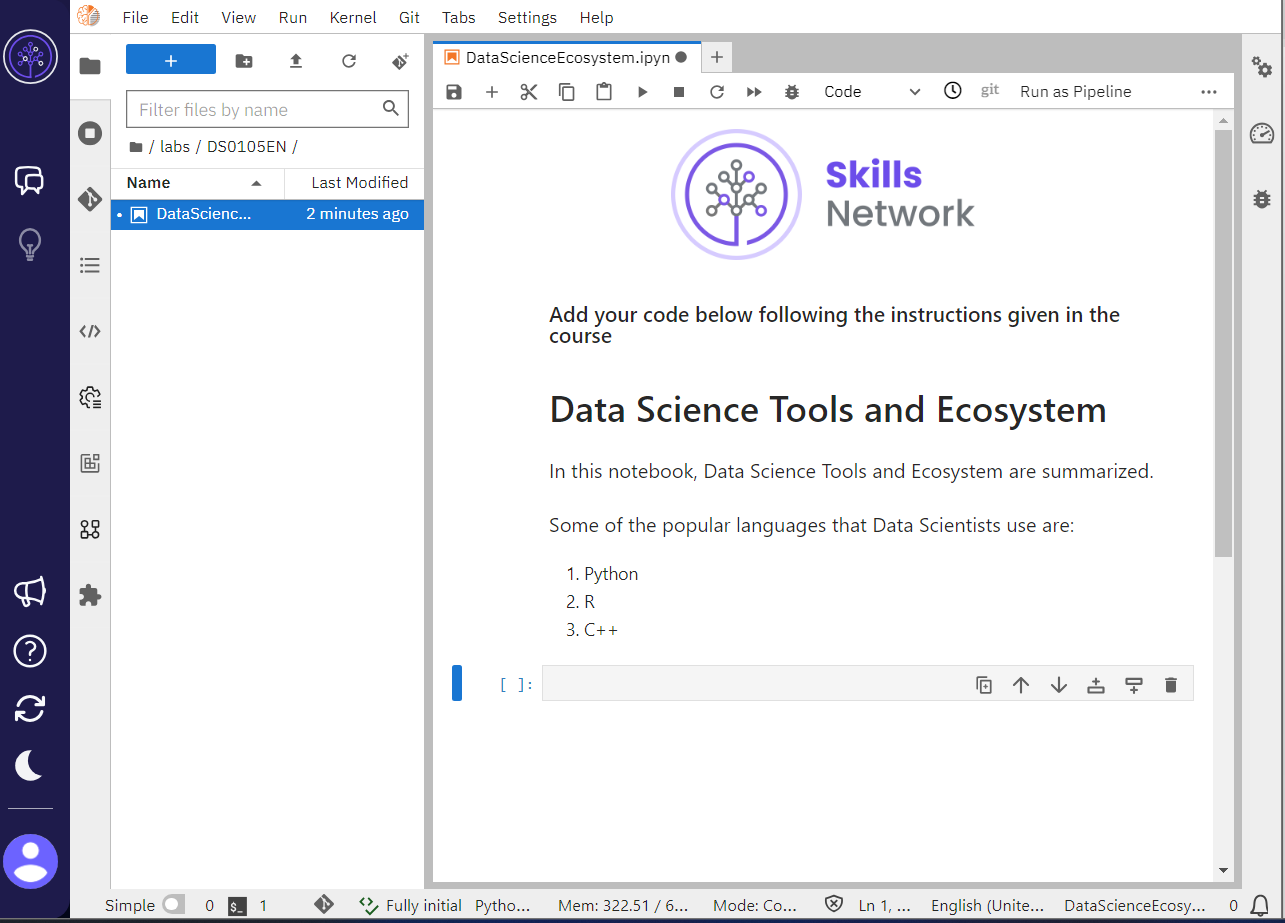 File Edit View Run Kernel Git Tabs Settings Help
DataScienceEcosystem.ipyn
Filter files by name
Code
git
Run as Pipeline
/ labs / DS0105EN /
Name Last Modified
DataScienc... 2 minutes ago
Skills
Network
Add your code below following the instructions given in the
course
Data Science Tools and Ecosystem
In this notebook, Data Science Tools and Ecosystem are summarized.
Some of the popular languages that Data Scientists use are:
1. Python
2. R
3. C++
[ ]:
Simple 0 $_ 1 Fully initial Pytho... Mem: 322.51 / 6... Mode: Co... Ln 1, ... English (Unite... DataScienceEcosy... 0